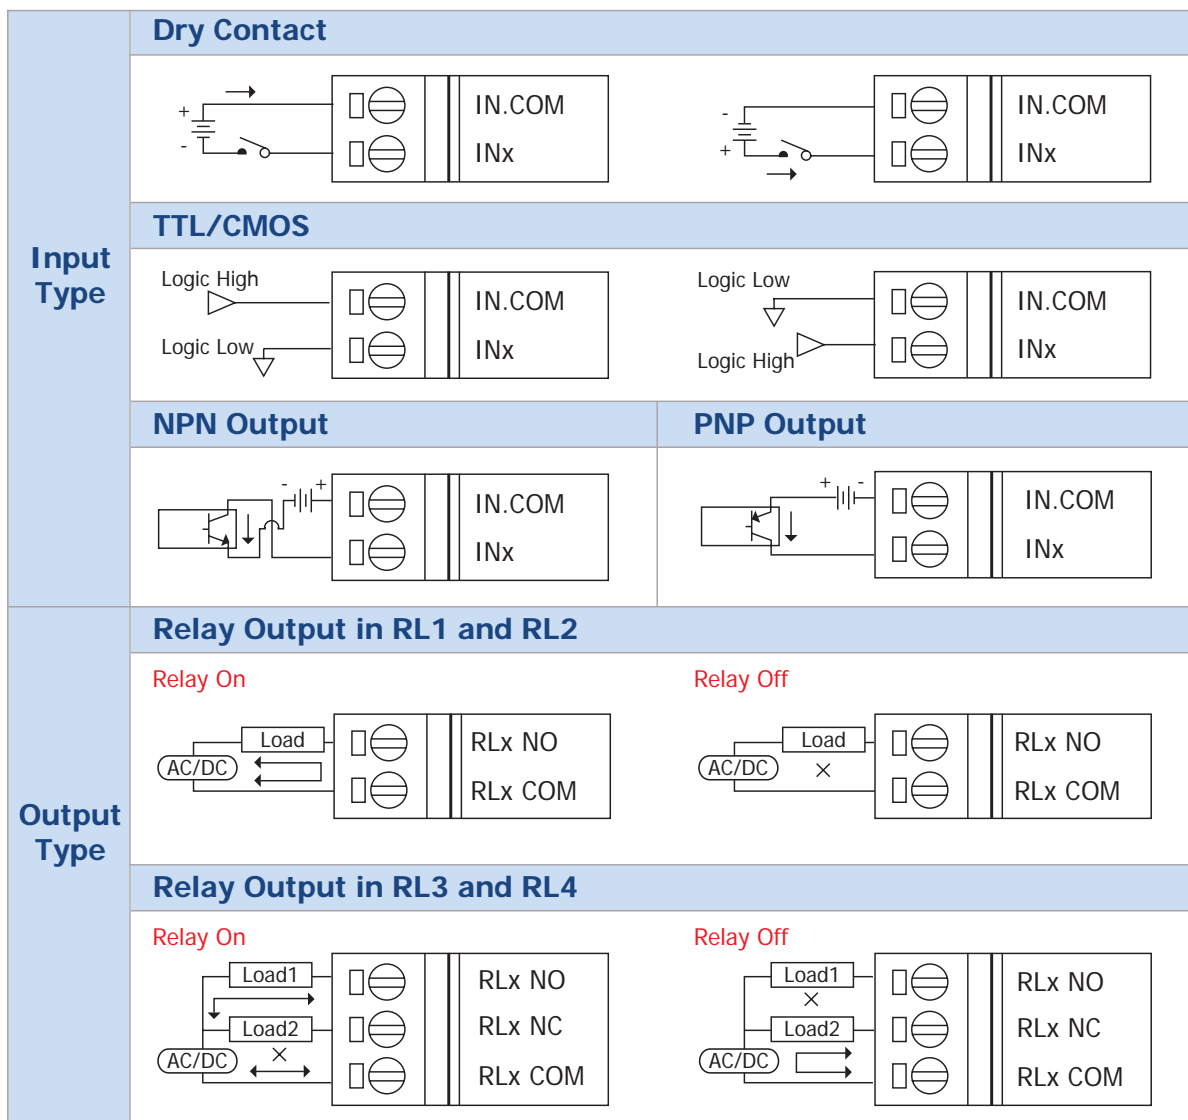 Input
Type
Dry Contact
+
-
IN.COM
INx
-
+
IN.COM
INx
TTL/CMOS
Logic High
Logic Low
IN.COM
INx
Logic Low
Logic High
IN.COM
INx
NPN Output
- +
IN.COM
INx
PNP Output
+ -
IN.COM
INx
Output
Type
Relay Output in RL1 and RL2
Relay On
Load
AC/DC
RLx NO
RLx COM
Relay Off
Load
AC/DC
RLx NO
RLx COM
Relay Output in RL3 and RL4
Relay On
Load1
Load2
AC/DC
RLx NO
RLx NC
RLx COM
Relay Off
Load1
Load2
AC/DC
RLx NO
RLx NC
RLx COM